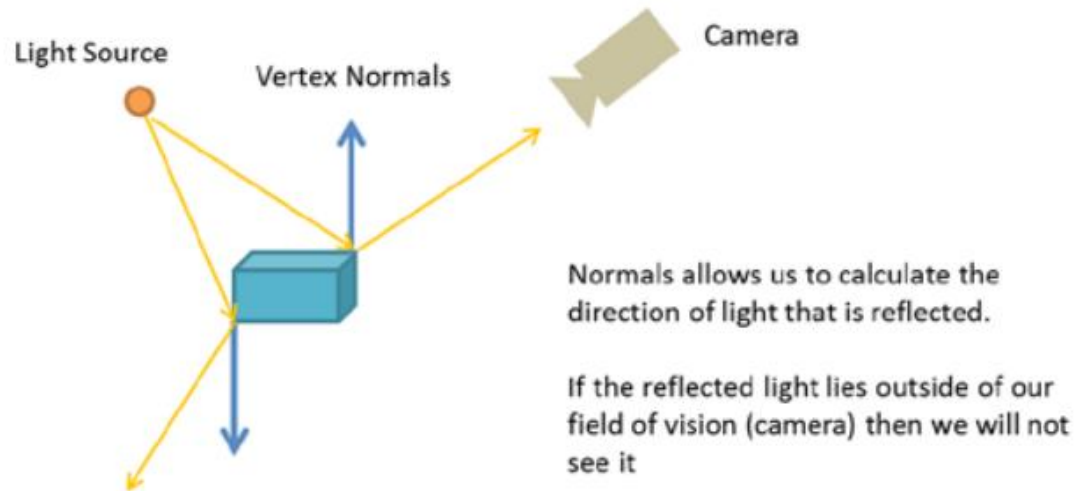 Light Source
Vertex Normals
Camera
Normals allows us to calculate the
direction of light that is reflected.
If the reflected light lies outside of our
field of vision (camera) then we will not
see it